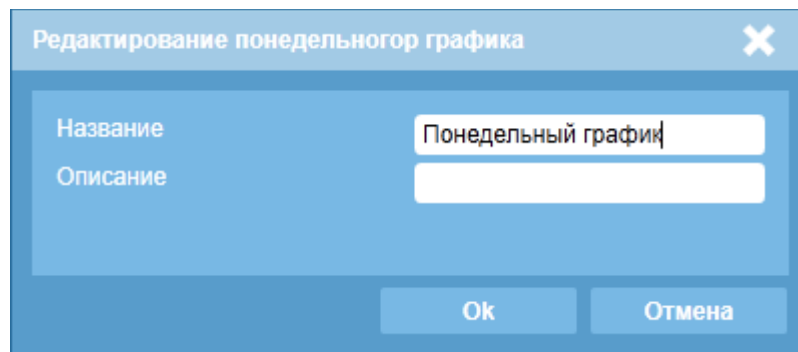 Редактирование понедельногор графика
Название
Понедельный график
Описание
Ok
Отмена